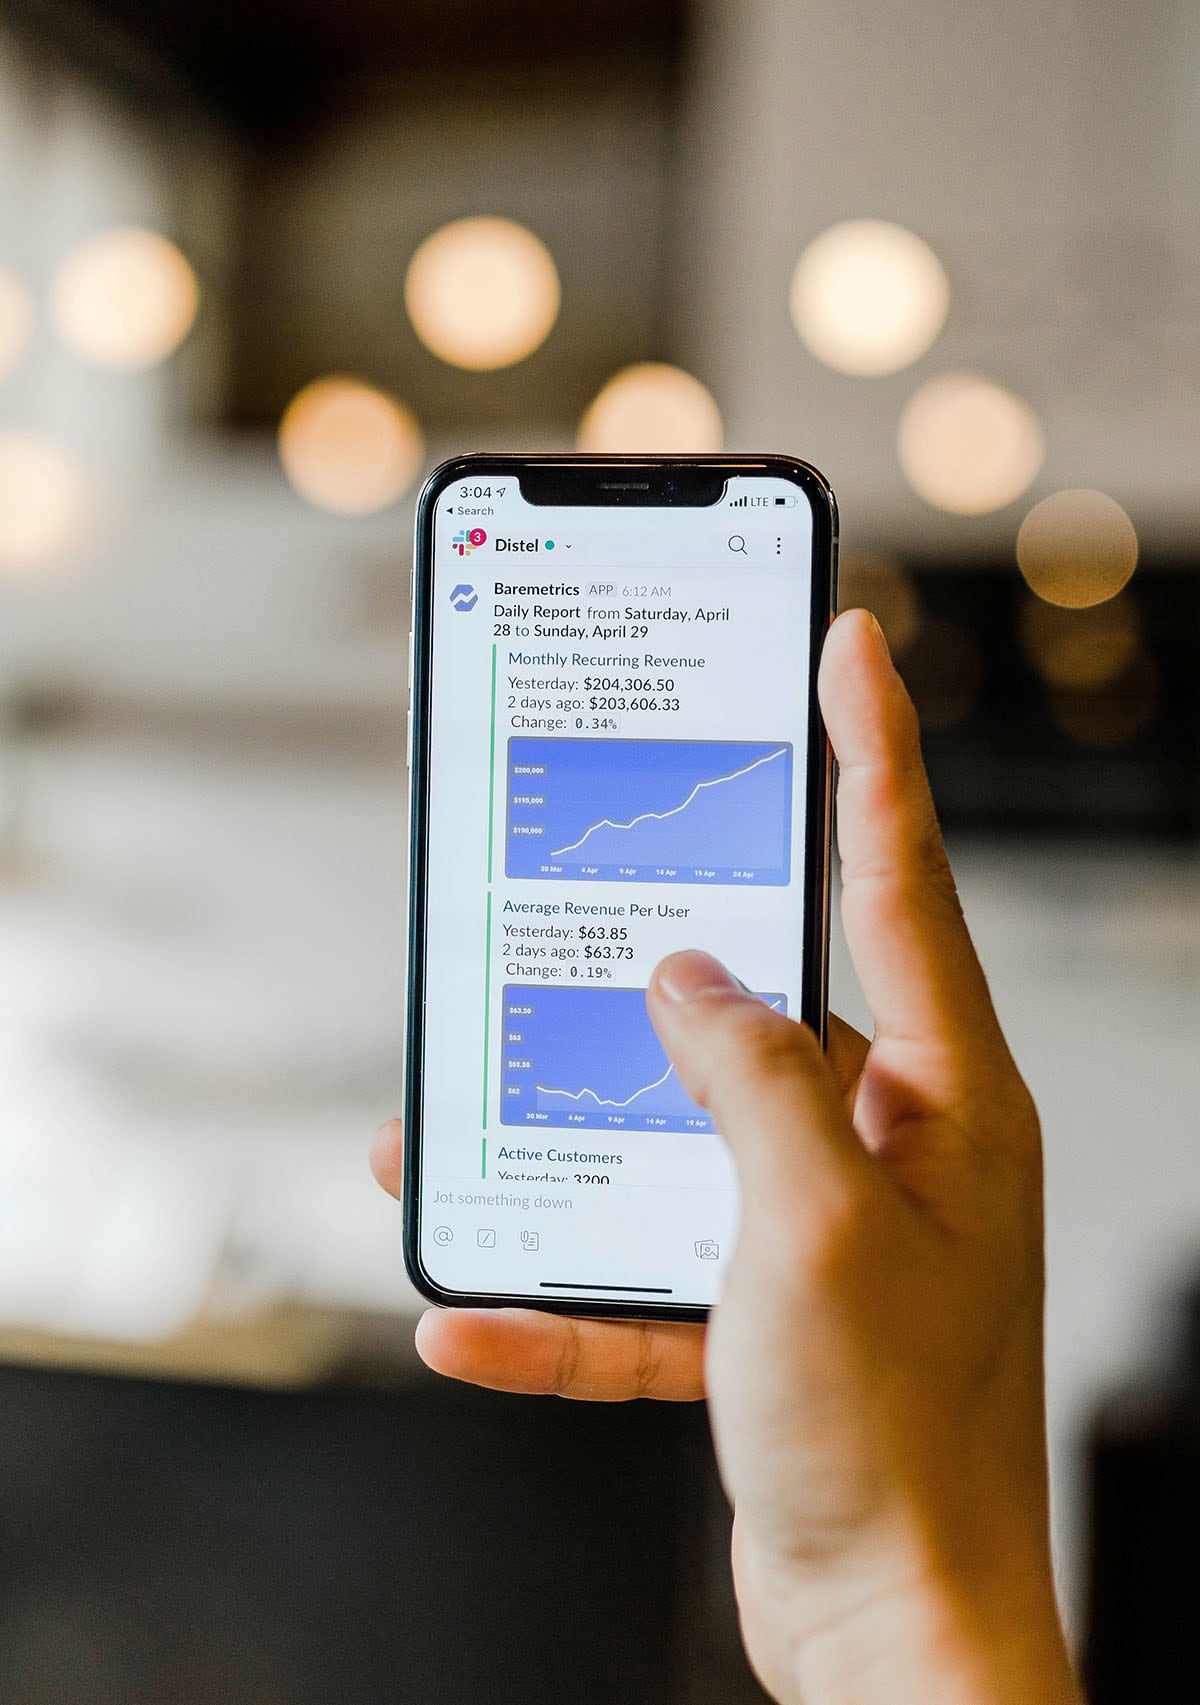 3:04
LTE
◀ Search
3
Distel
Baremetrics APP 6:12 AM
Daily Report from Saturday, April
28 to Sunday, April 29
Monthly Recurring Revenue
Yesterday: $204,306.50
2 days ago: $203,606.33
Change: 0.34%
$200,000
$195,000
$190,000
30 Mar 4 Apr 9 Apr 14 Apr 19 Apr 24 Apr
Average Revenue Per User
Yesterday: $63.85
2 days ago: $63.73
Change: 0.19%
$63.50
$63
$62.50
$62
30 Mar 4 Apr 9 Apr 14 Apr 19 Apr
Active Customers
Yesterday: 3200
Jot something down
@